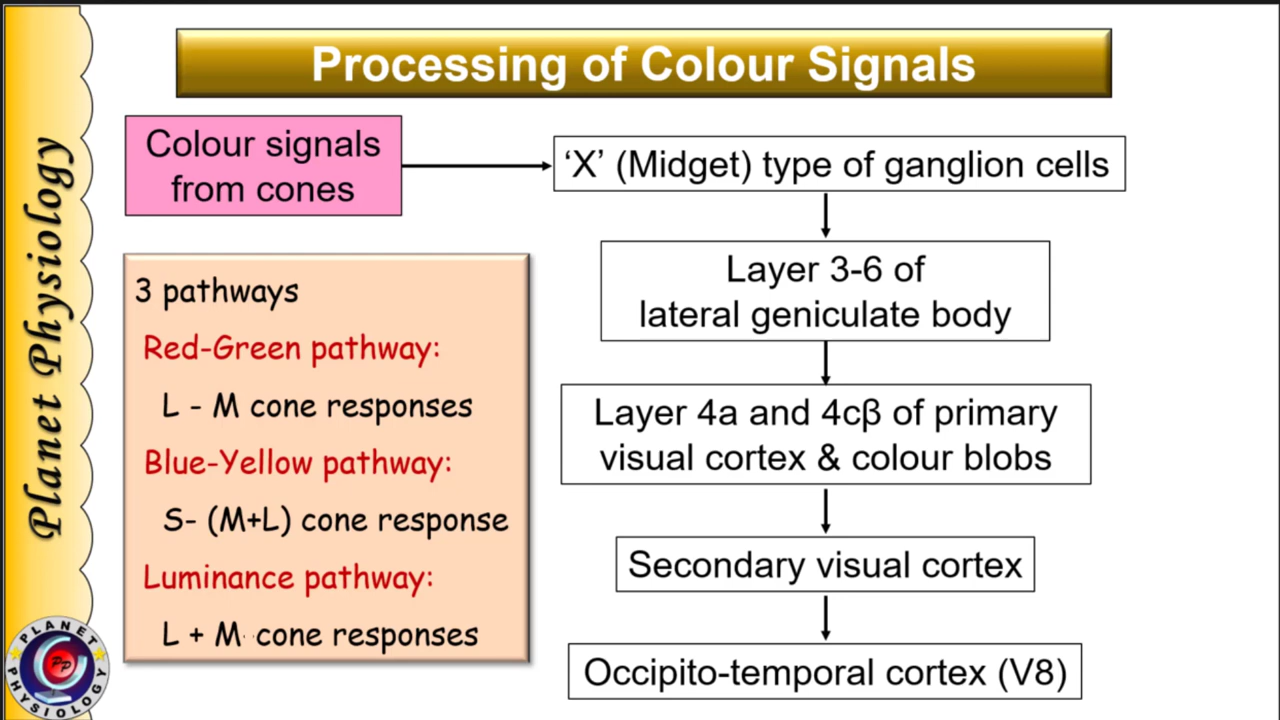 Processing of Colour Signals
Colour signals
from cones
‘X’ (Midget) type of ganglion cells
Layer 3-6 of
lateral geniculate body
Layer 4a and 4cβ of primary
visual cortex & colour blobs
Secondary visual cortex
Occipito-temporal cortex (V8)
3 pathways
Red-Green pathway:
L - M cone responses
Blue-Yellow pathway:
S- (M+L) cone response
Luminance pathway:
L + M cone responses
Planet Physiology
PLANET
PP
PHYSIOLOGY